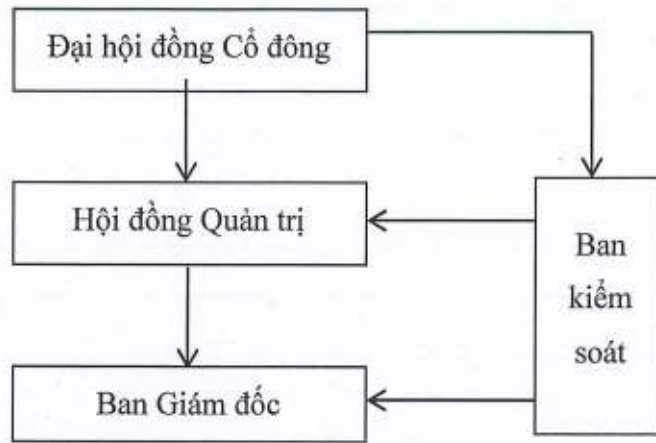 Đại hội đồng Cổ đông
Hội đồng Quản trị
Ban
kiểm
soát
Ban Giám đốc